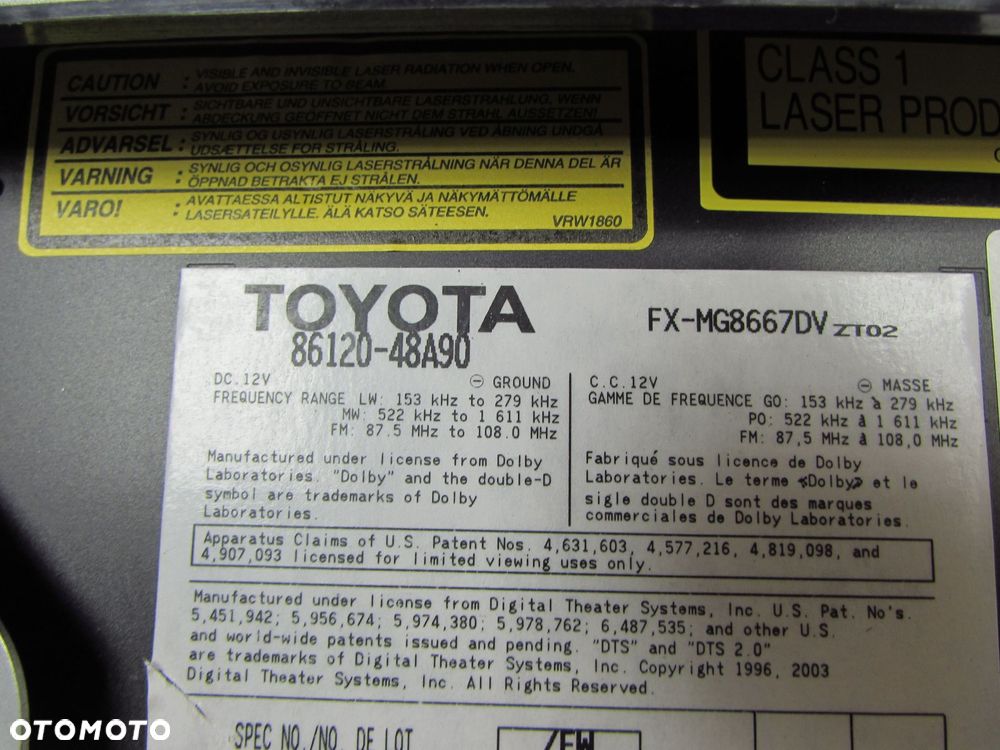 CAUTION : VISIBLE AND INVISIBLE LASER RADIATION WHEN OPEN.
AVOID EXPOSURE TO BEAM.
VORSICHT : SICHTBARE UND UNSICHTBARE LASERSTRAHLUNG, WENN
ABDECKUNG GEÖFFNET NICHT DEM STRAHL AUSSETZEN!
ADVARSEL : SYNLIG OG USYNLIG LASERSTRÅLING VED ÅBNING UNDGÅ
UDSÆTTELSE FOR STRÅLING.
VARNING : SYNLIG OCH OSYNLIG LASERSTRÅLNING NÄR DENNA DEL ÄR
ÖPPNAD BETRAKTA EJ STRÅLEN.
VARO! : AVATTAESSA ALTISTUT NÄKYVÄ JA NÄKYMÄTTÖMÄLLE
LASERSATEILYLLE. ÄLÄ KATSO SÄTEESEN.
VRW1860
CLASS 1
LASER PROD
TOYOTA
86120-48A90
FX-MG8667DV ZT02
DC.12V ⊖ GROUND
FREQUENCY RANGE LW: 153 kHz to 279 kHz
MW: 522 kHz to 1 611 kHz
FM: 87.5 MHz to 108.0 MHz
Manufactured under license from Dolby
Laboratories. "Dolby" and the double-D
symbol are trademarks of Dolby
Laboratories.
C.C.12V ⊖ MASSE
GAMME DE FREQUENCE GO: 153 kHz à 279 kHz
PO: 522 kHz à 1 611 kHz
FM: 87,5 MHz à 108,0 MHz
Fabriqué sous licence de Dolby
Laboratories. Le terme «Dolby» et le
sigle double D sont des marques
commerciales de Dolby Laboratories.
Apparatus Claims of U.S. Patent Nos. 4,631,603, 4,577,216, 4,819,098, and
4,907,093 licensed for limited viewing uses only.
Manufactured under license from Digital Theater Systems, Inc. U.S. Pat. No's.
5,451,942; 5,956,674; 5,974,380; 5,978,762; 6,487,535; and other U.S.
and world-wide patents issued and pending. "DTS" and "DTS 2.0"
are trademarks of Digital Theater Systems, Inc. Copyright 1996, 2003
Digital Theater Systems, Inc. All Rights Reserved.
SPEC NO./NO. DE LOT
/EW
OTOMOTO